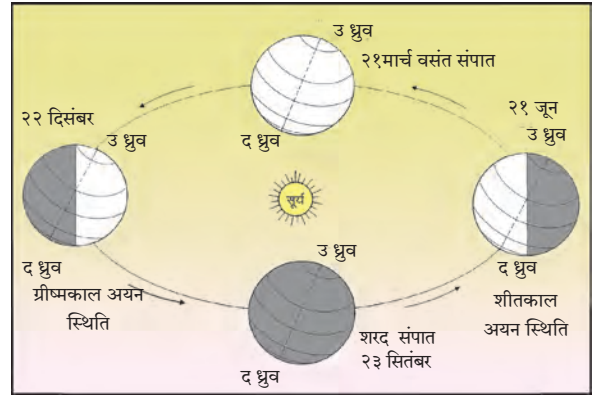 उ ध्रुव
२१मार्च वसंत संपात
द ध्रुव
२२ दिसंबर
उ ध्रुव
द ध्रुव
ग्रीष्मकाल अयन
स्थिति
सूर्य
२१ जून
उ ध्रुव
द ध्रुव
शीतकाल
अयन स्थिति
उ ध्रुव
द ध्रुव
शरद संपात
२३ सितंबर